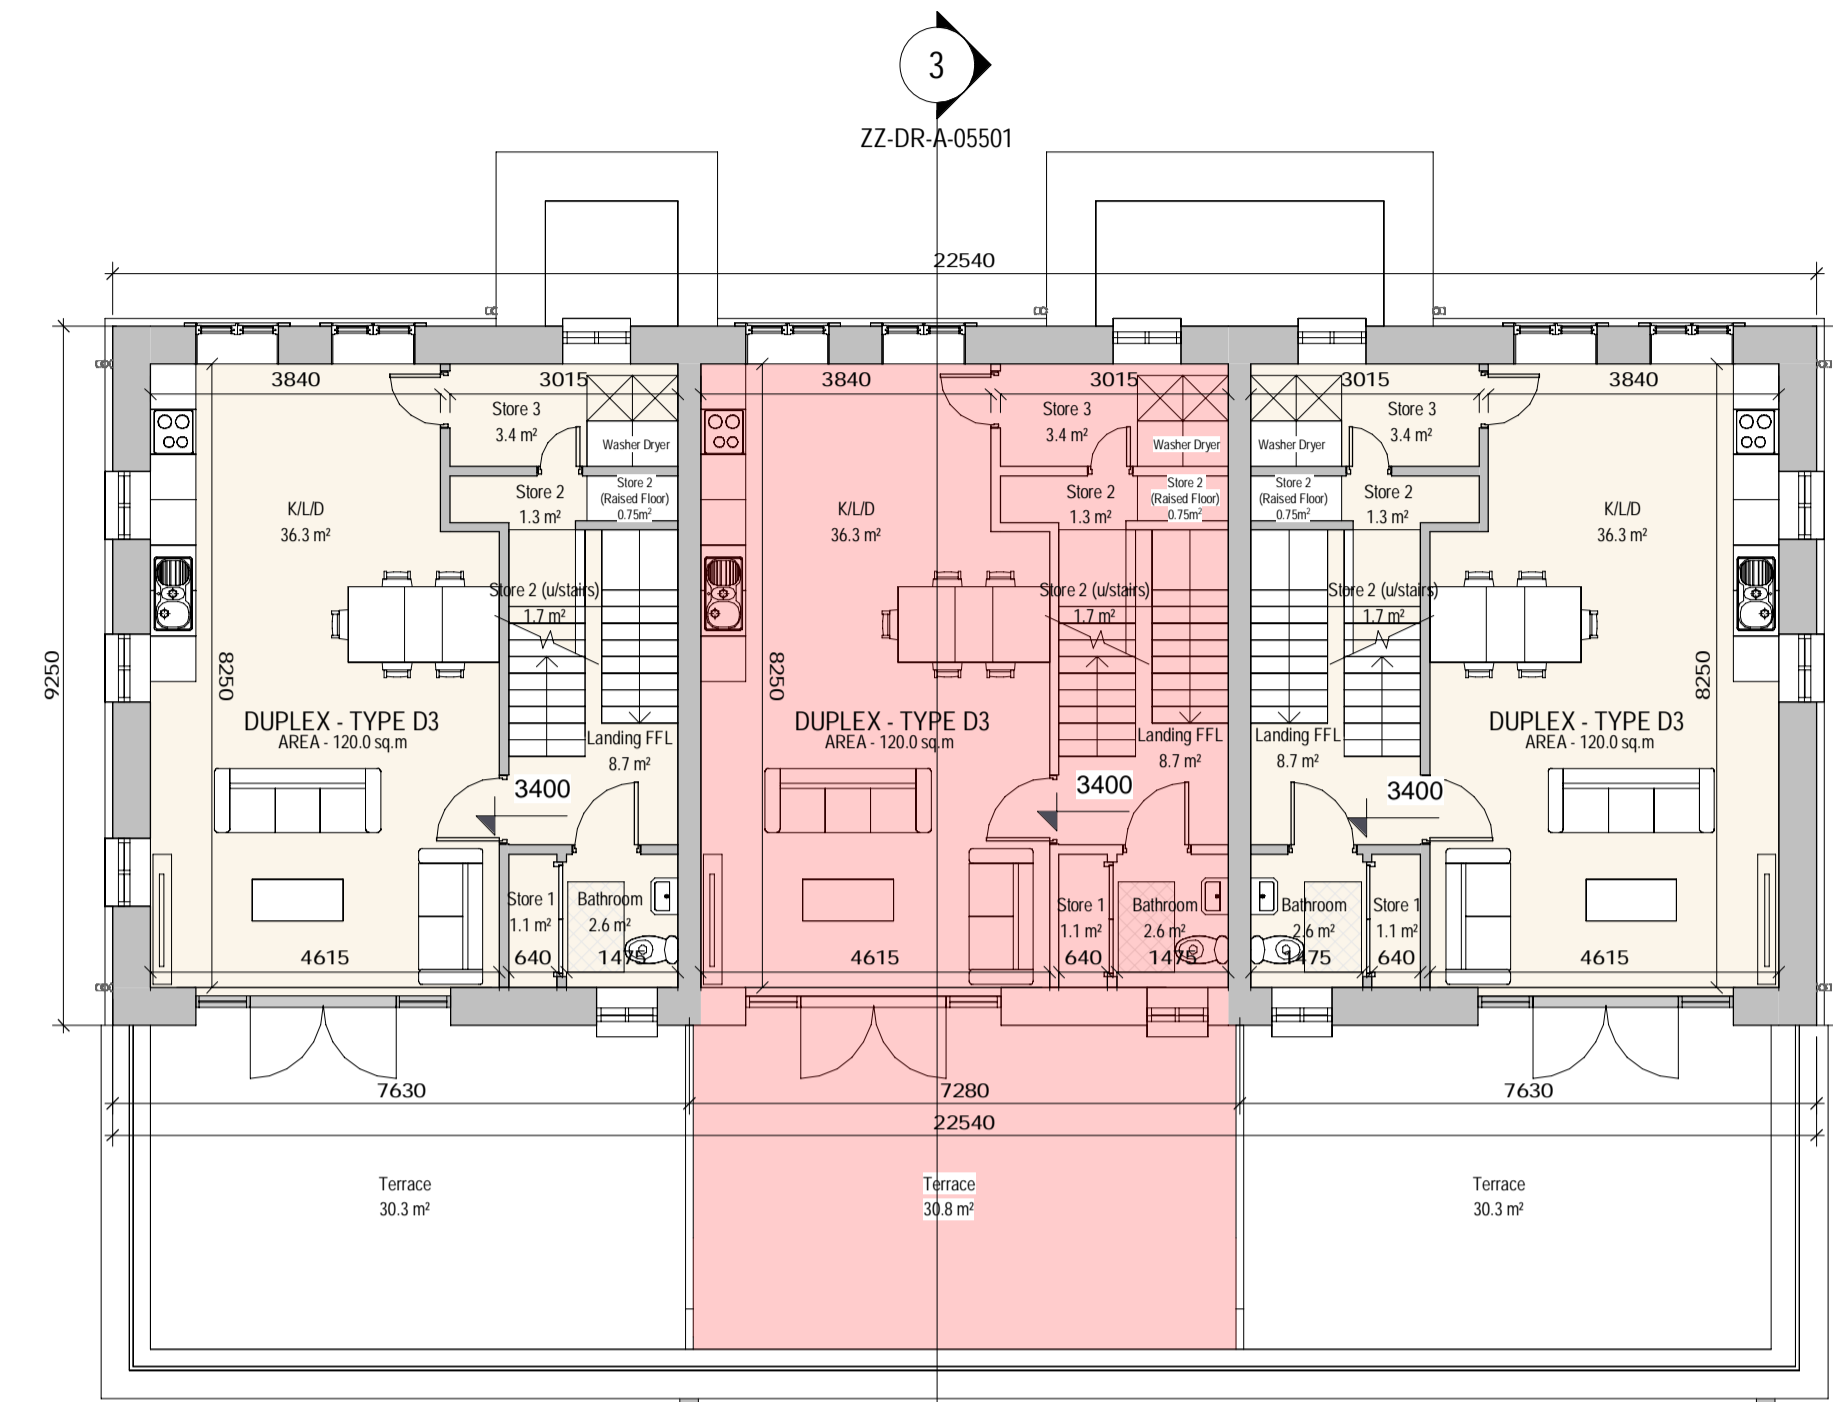 3
ZZ-DR-A-05501
22540
3840
3015
3840
3015
3015
3840
Store 3
3.4 m²
Washer Dryer
Store 3
3.4 m²
Washer Dryer
Washer Dryer
Store 3
3.4 m²
K/L/D
36.3 m²
Store 2
1.3 m²
Store 2
(Raised Floor)
0.75m²
K/L/D
36.3 m²
Store 2
1.3 m²
Store 2
(Raised Floor)
0.75m²
Store 2
(Raised Floor)
0.75m²
Store 2
1.3 m²
K/L/D
36.3 m²
Store 2 (u/stairs)
1.7 m²
Store 2 (u/stairs)
1.7 m²
Store 2 (u/stairs)
1.7 m²
9250
8250
8250
8250
DUPLEX - TYPE D3
AREA - 120.0 sq.m
DUPLEX - TYPE D3
AREA - 120.0 sq.m
DUPLEX - TYPE D3
AREA - 120.0 sq.m
Landing FFL
8.7 m²
Landing FFL
8.7 m²
Landing FFL
8.7 m²
3400
3400
3400
Store 1
1.1 m²
Bathroom
2.6 m²
Store 1
1.1 m²
Bathroom
2.6 m²
Bathroom
2.6 m²
Store 1
1.1 m²
4615
640
1475
4615
640
1475
1475
640
4615
7630
7280
7630
22540
Terrace
30.3 m²
Terrace
30.8 m²
Terrace
30.3 m²